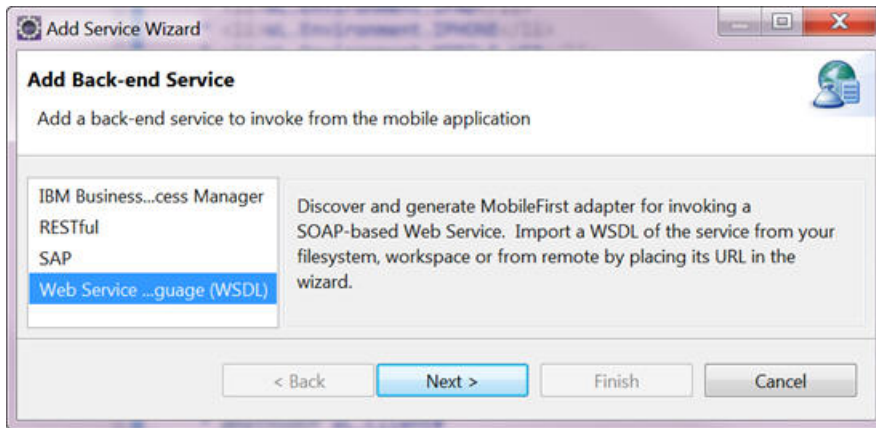 Add Service Wizard
Add Back-end Service
Add a back-end service to invoke from the mobile application
IBM Business...cess Manager
RESTful
SAP
Web Service ...guage (WSDL)
Discover and generate MobileFirst adapter for invoking a
SOAP-based Web Service.  Import a WSDL of the service from your
filesystem, workspace or from remote by placing its URL in the
wizard.
< Back
Next >
Finish
Cancel